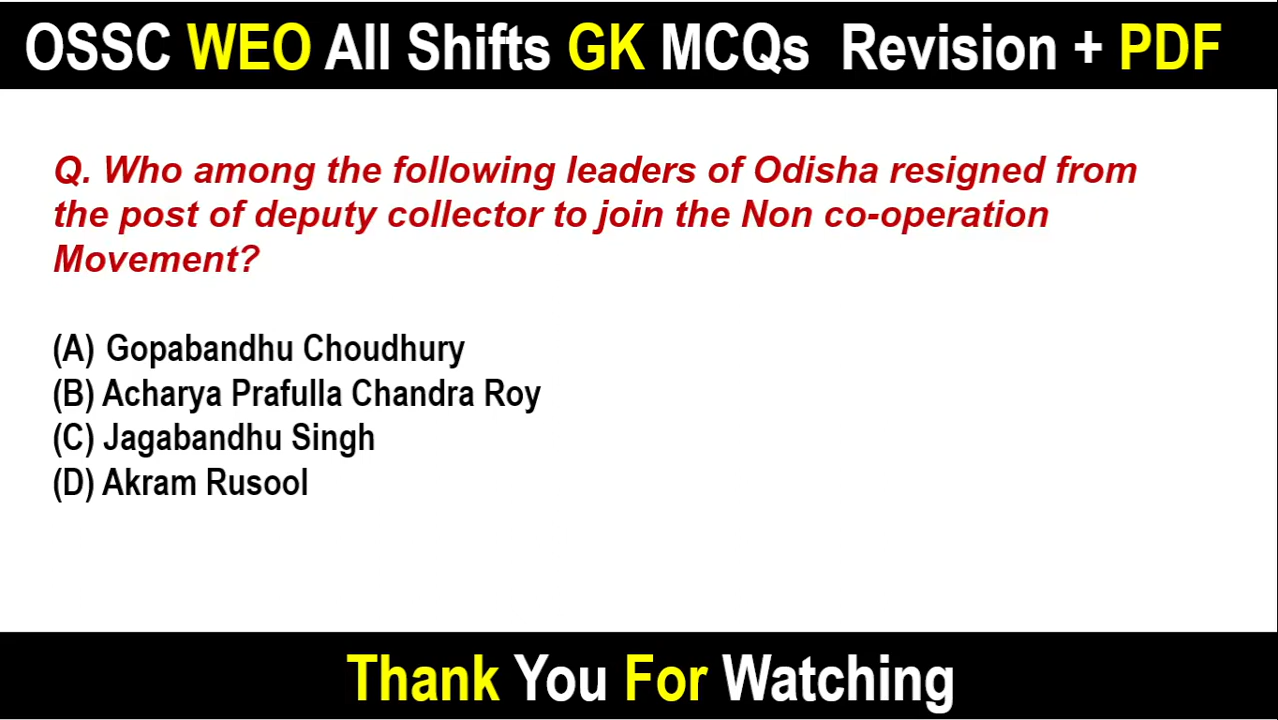 OSSC WEO All Shifts GK MCQs Revision + PDF
Q. Who among the following leaders of Odisha resigned from
the post of deputy collector to join the Non co-operation
Movement?
(A) Gopabandhu Choudhury
(B) Acharya Prafulla Chandra Roy
(C) Jagabandhu Singh
(D) Akram Rusool
Thank You For Watching